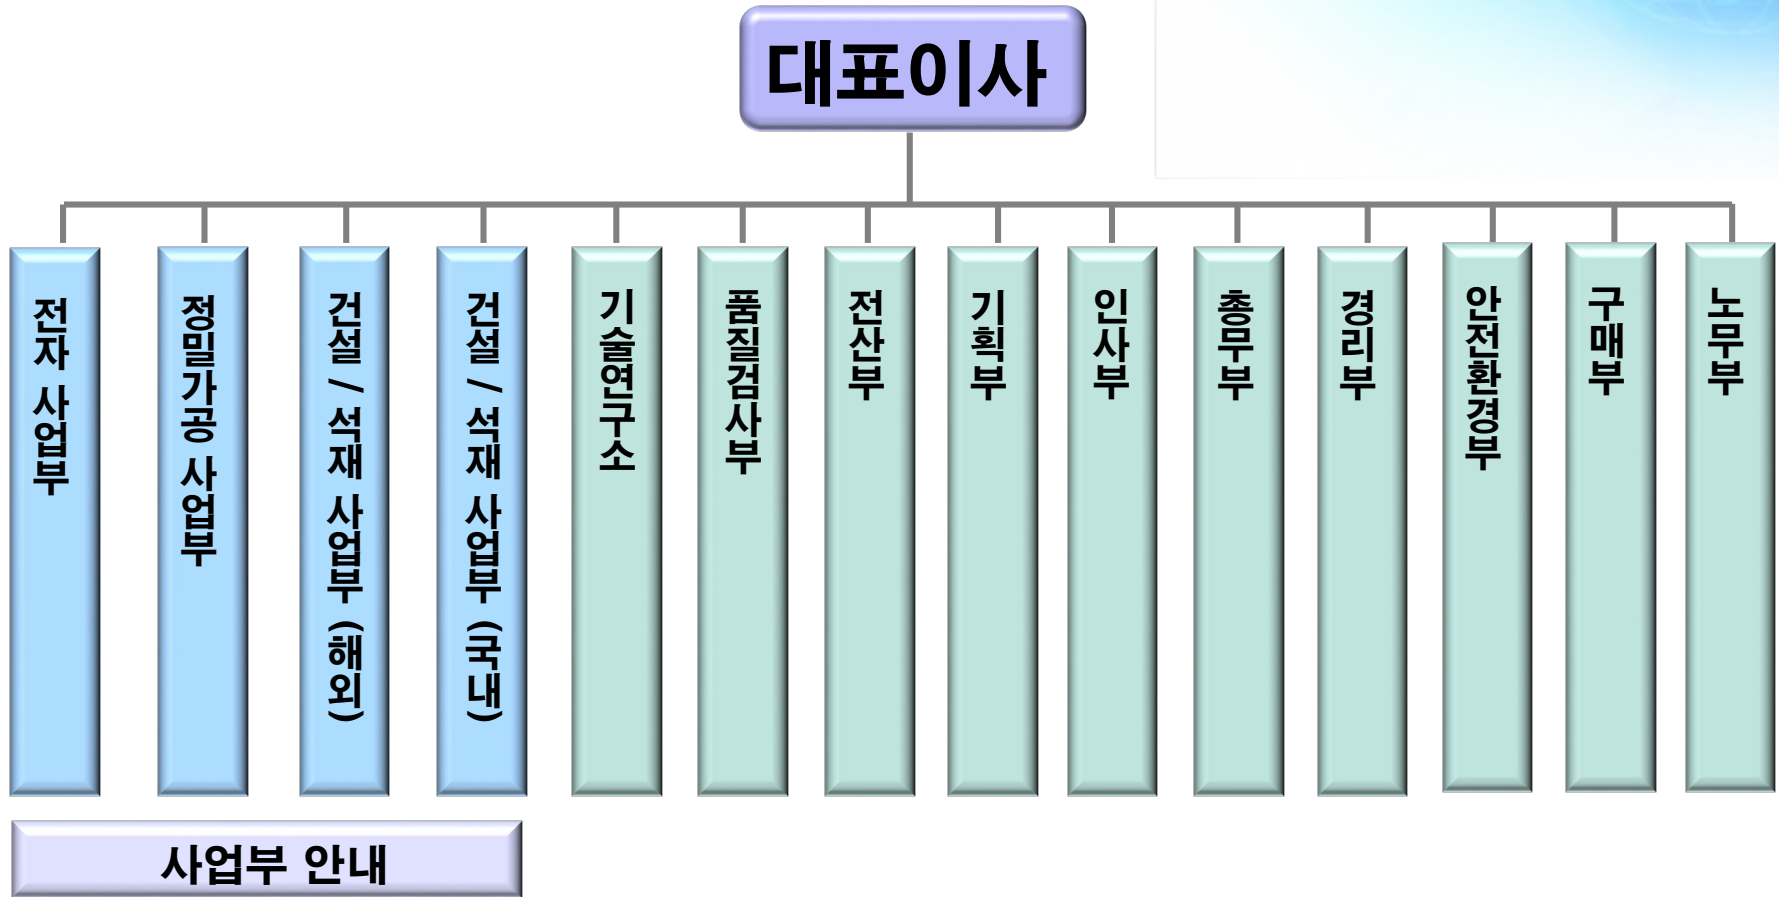 대표이사
전자 사업부
정밀가공 사업부
건설 / 석재 사업부 (해외)
건설 / 석재 사업부 (국내)
기술연구소
품질검사부
전산부
기획부
인사부
총무부
경리부
안전환경부
구매부
노무부
사업부 안내